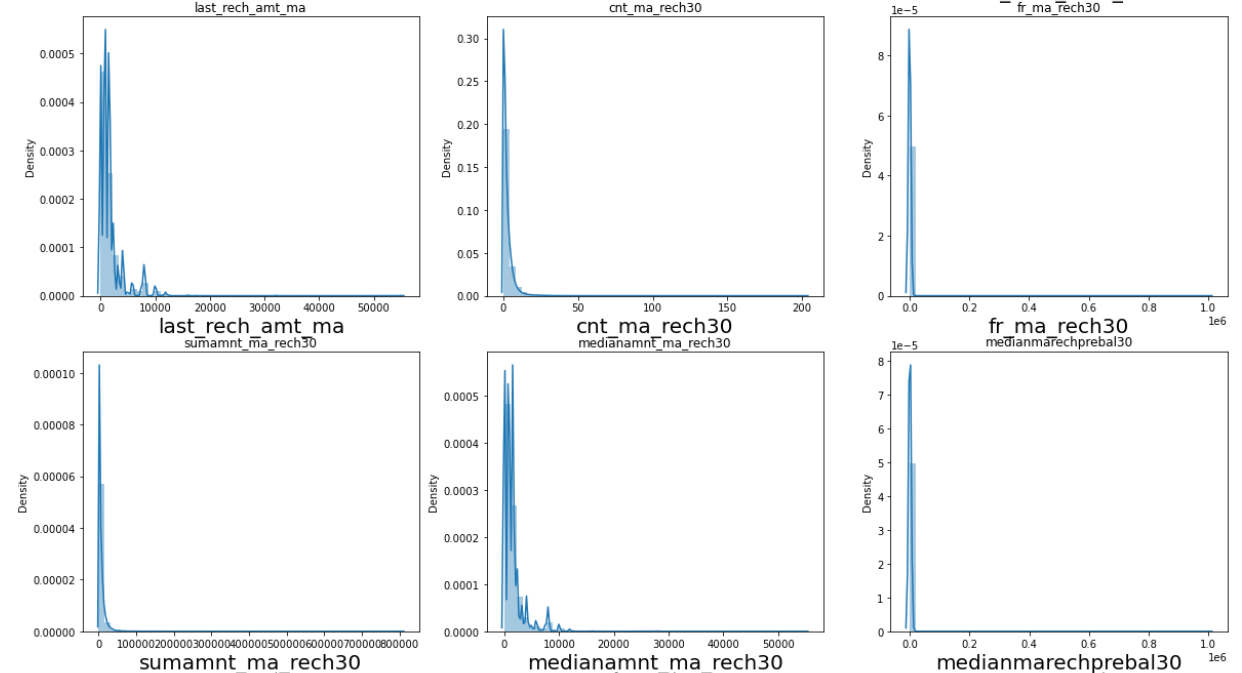 last_rech_amt_ma
Density
0.0005
0.0004
0.0003
0.0002
0.0001
0.0000
0 10000 20000 30000 40000 50000
last_rech_amt_ma
cnt_ma_rech30
Density
0.30
0.25
0.20
0.15
0.10
0.05
0.00
0 50 100 150 200
cnt_ma_rech30
fr_ma_rech30
1e-5
Density
8
6
4
2
0
0.0 0.2 0.4 0.6 0.8 1.0
1e6
fr_ma_rech30
sumamnt_ma_rech30
Density
0.00010
0.00008
0.00006
0.00004
0.00002
0.00000
0 100000 200000 300000 400000 500000 600000 700000 800000
sumamnt_ma_rech30
medianamnt_ma_rech30
Density
0.0005
0.0004
0.0003
0.0002
0.0001
0.0000
0 10000 20000 30000 40000 50000
medianamnt_ma_rech30
medianmarechprebal30
1e-5
Density
8
7
6
5
4
3
2
1
0
0.0 0.2 0.4 0.6 0.8 1.0
1e6
medianmarechprebal30